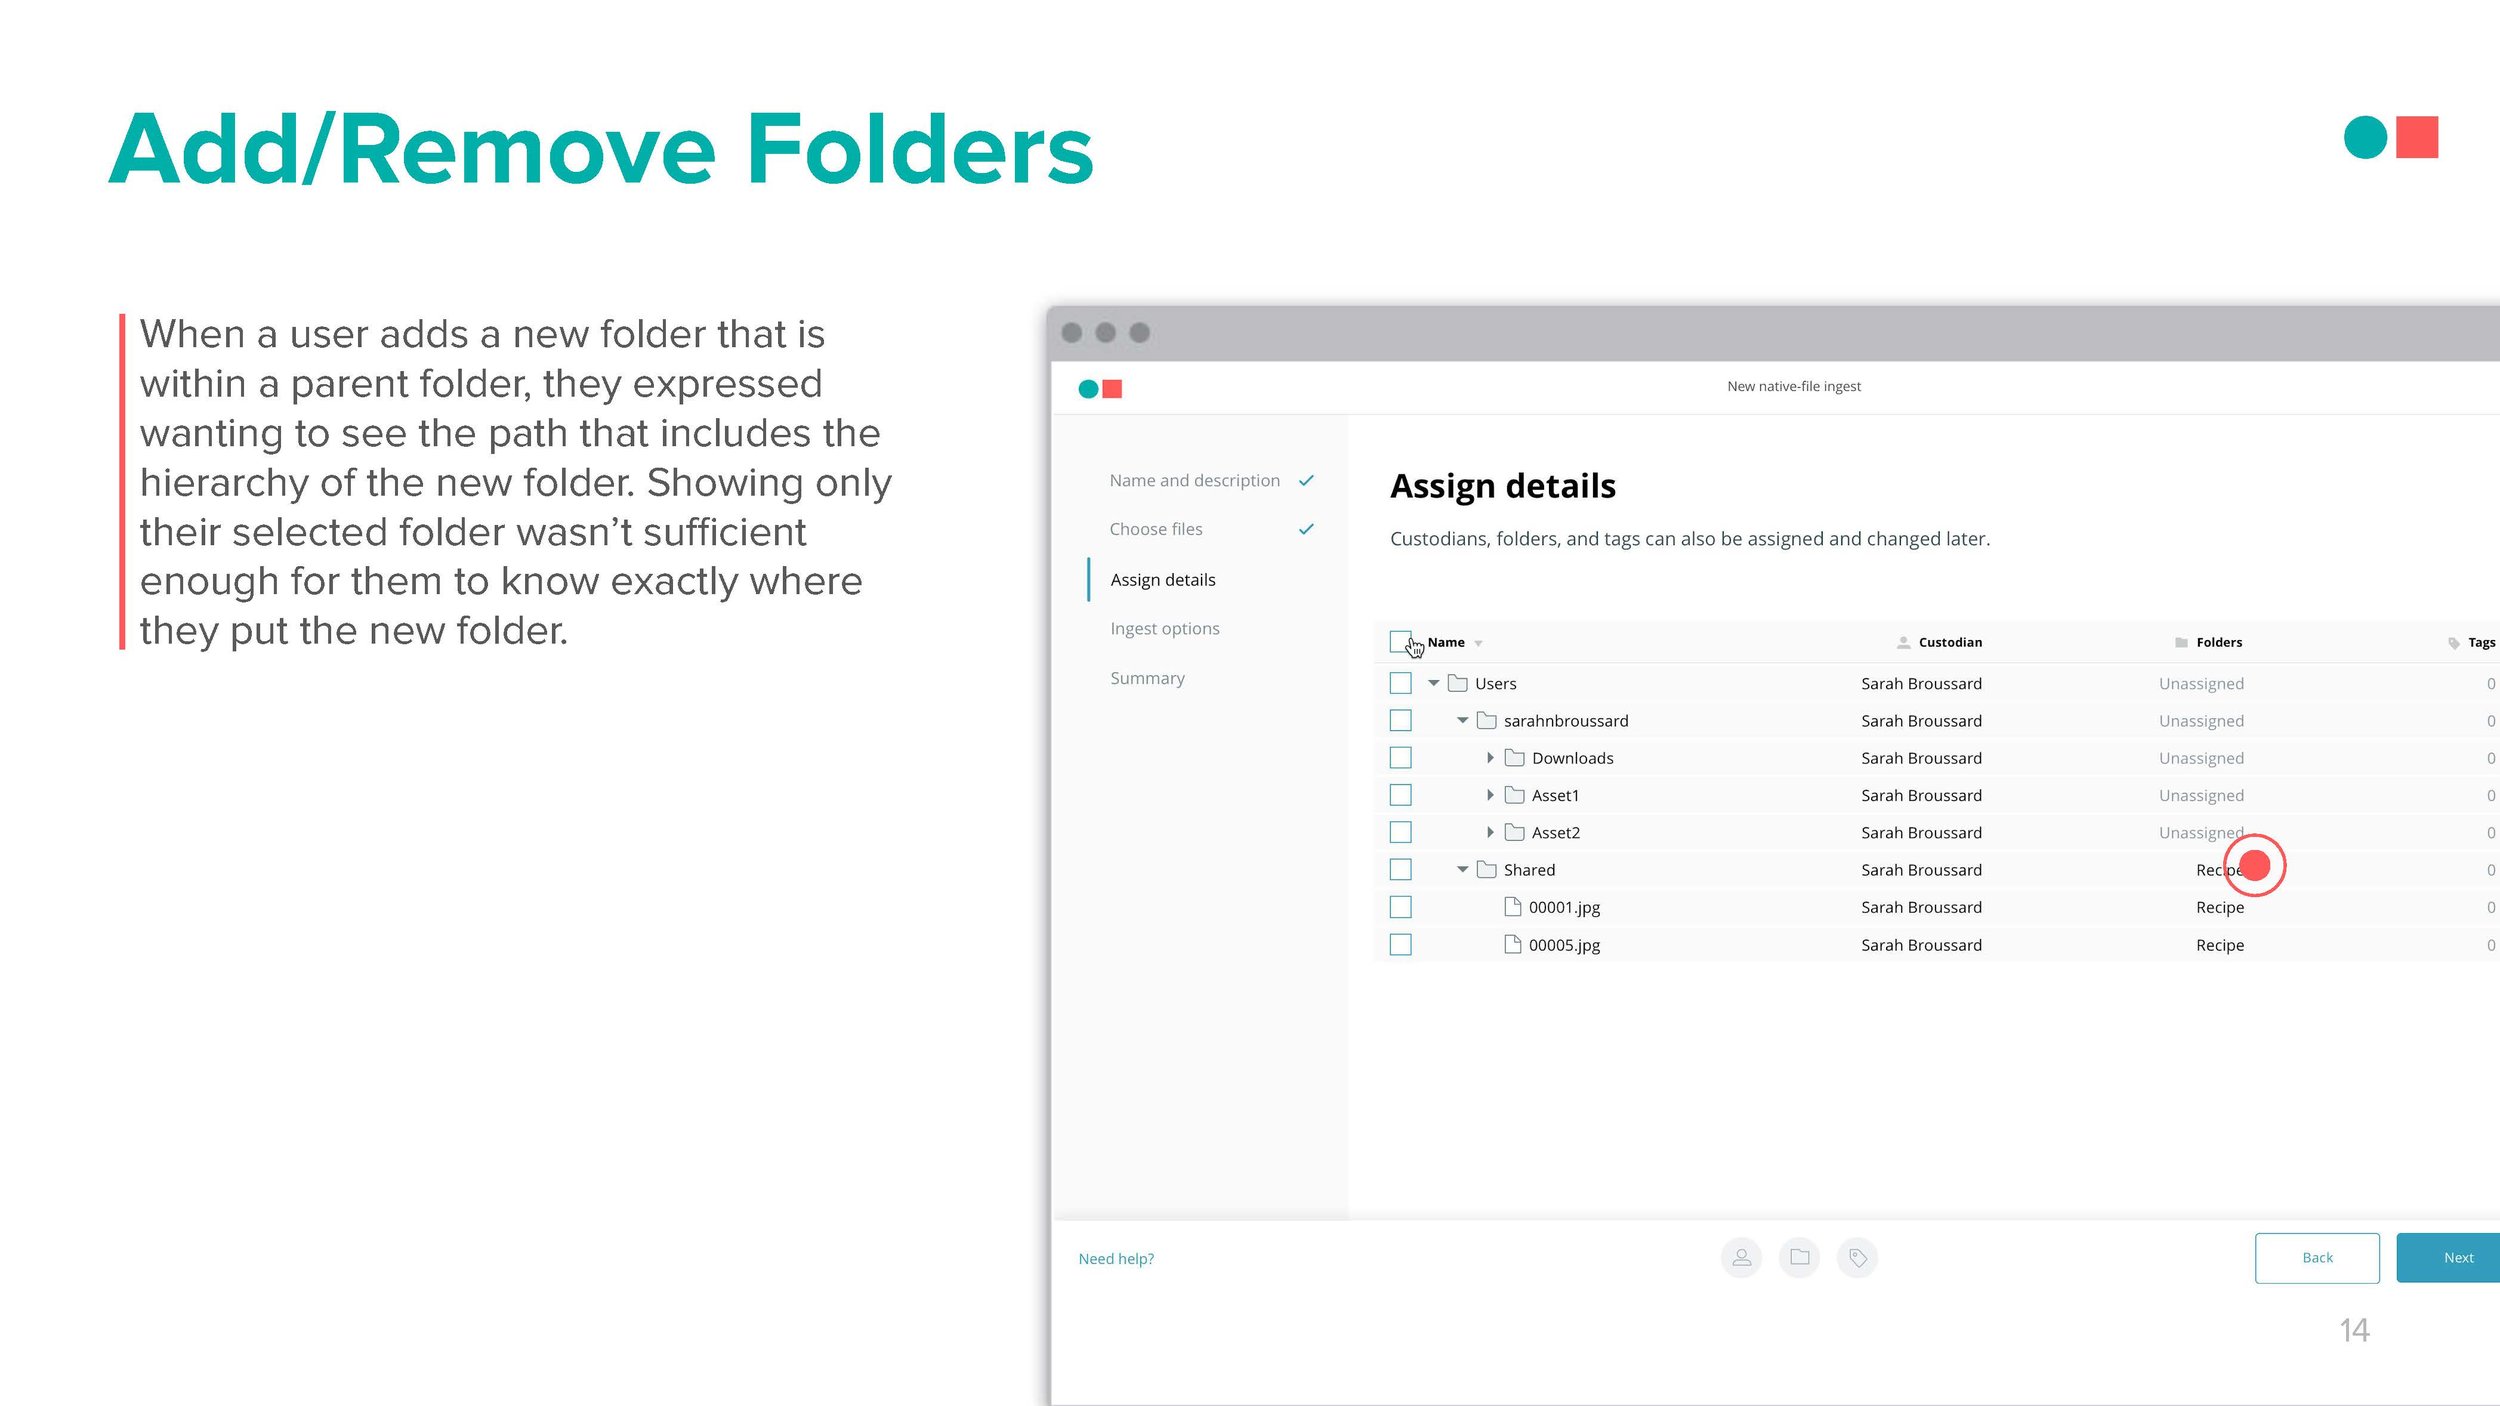 Add/Remove Folders
When a user adds a new folder that is
within a parent folder, they expressed
wanting to see the path that includes the
hierarchy of the new folder. Showing only
their selected folder wasn’t sufficient
enough for them to know exactly where
they put the new folder.
New native-file ingest
Name and description
Choose files
Assign details
Ingest options
Summary
Assign details
Custodians, folders, and tags can also be assigned and changed later.
Name Custodian Folders Tags
Users Sarah Broussard Unassigned 0
sarahnbroussard Sarah Broussard Unassigned 0
Downloads Sarah Broussard Unassigned 0
Asset1 Sarah Broussard Unassigned 0
Asset2 Sarah Broussard Unassigned 0
Shared Sarah Broussard Recipe 0
00001.jpg Sarah Broussard Recipe 0
00005.jpg Sarah Broussard Recipe 0
Need help?
Back Next
14